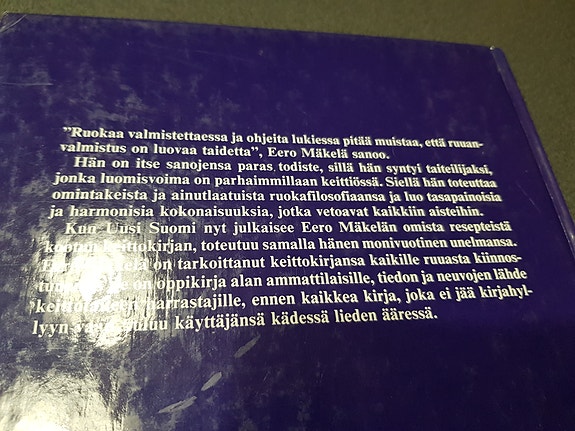 "Ruokaa valmistettaessa ja ohjeita lukiessa pitää muistaa, että ruuan-
valmistus on luovaa taidetta", Eero Mäkelä sanoo.
Hän on itse sanojensa paras todiste, sillä hän syntyi taiteilijaksi,
jonka luomisvoima on parhaimmillaan keittiössä. Siellä hän toteuttaa
omintakeista ja ainutlaatuista ruokafilosofiaansa ja luo tasapainoisia
ja harmonisia kokonaisuuksia, jotka vetoavat kaikkiin aisteihin.
Kun Uusi Suomi nyt julkaisee Eero Mäkelän omista resepteistä
kootun keittokirjan, toteutuu samalla hänen monivuotinen unelmansa.
on tarkoittanut keittokirjansa kaikille ruuasta kiinnos-
on oppikirja alan ammattilaisille, tiedon ja neuvojen lähde
harrastajille, ennen kaikkea kirja, joka ei jää kirjahyl-
lyyn kuluu käyttäjänsä kädessä lieden ääressä.